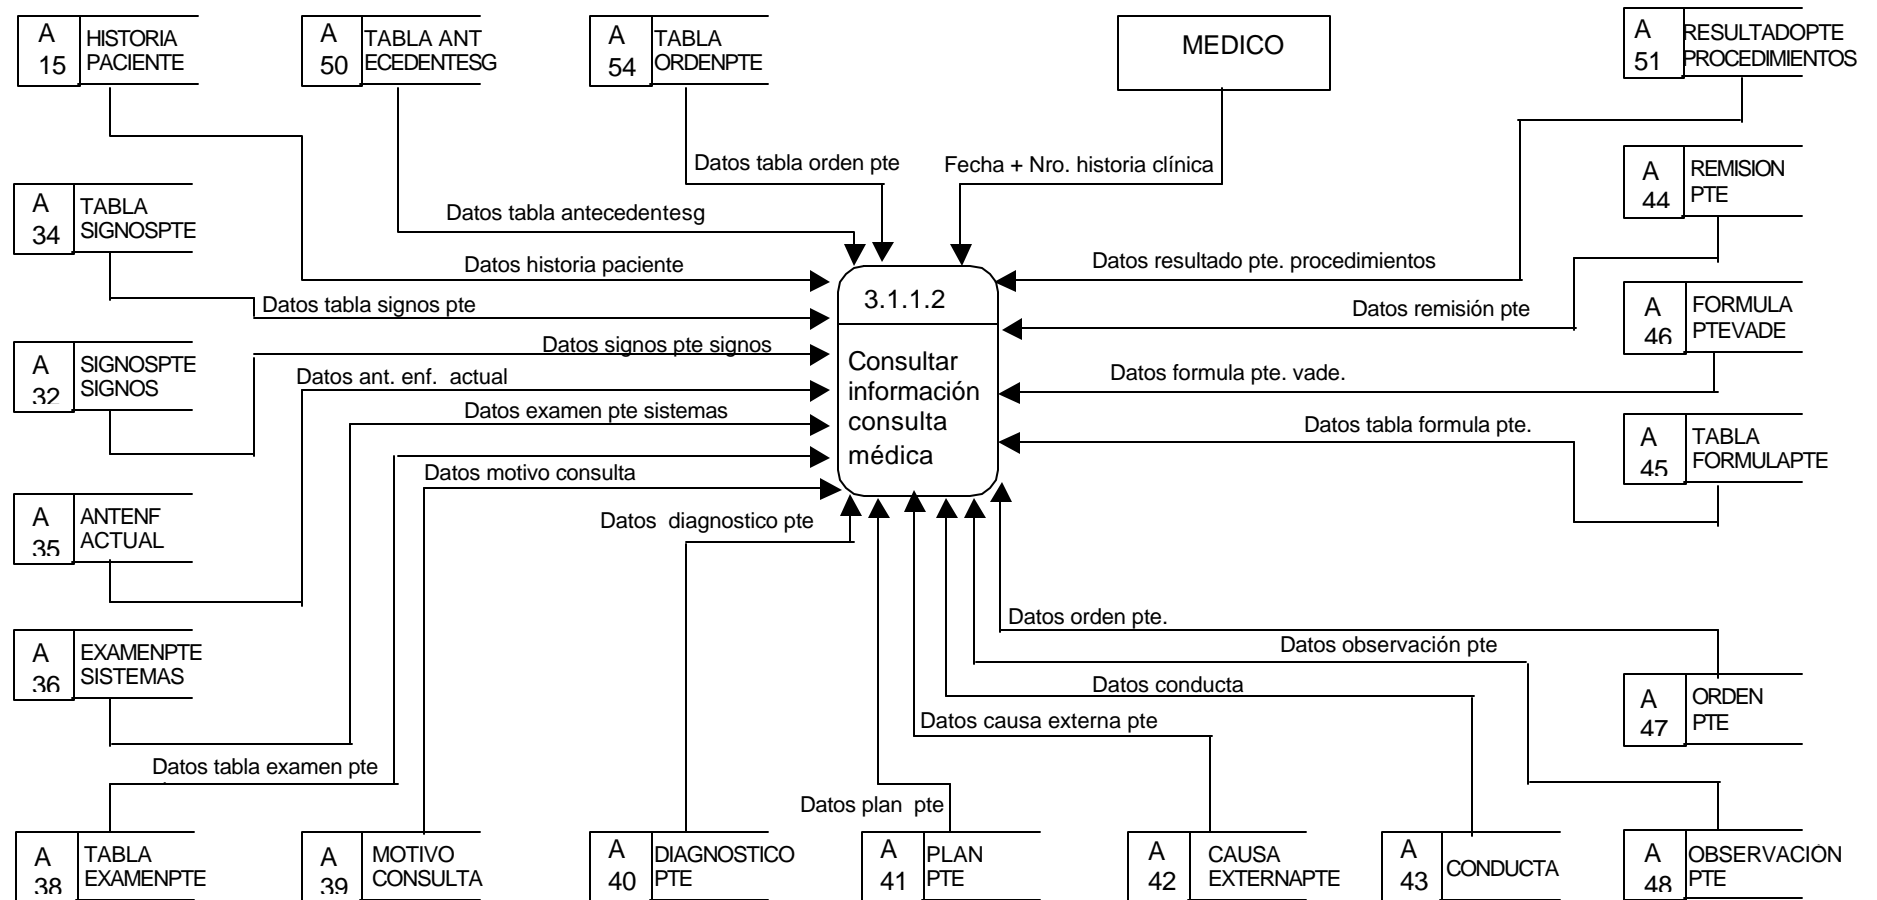 A
15
HISTORIA
PACIENTE
A
50
TABLA ANT
ECEDENTESG
A
54
TABLA
ORDENPTE
MEDICO
A
51
RESULTADOPTE
PROCEDIMIENTOS
Datos tabla orden pte
Fecha + Nro. historia clínica
A
44
REMISION
PTE
A
34
TABLA
SIGNOSPTE
Datos tabla antecedentesg
Datos historia paciente
Datos resultado pte. procedimientos
Datos tabla signos pte
3.1.1.2
Datos remisión pte
A
46
FORMULA
PTEVADE
A
32
SIGNOSPTE
SIGNOS
Datos signos pte signos
Datos ant. enf. actual
Consultar
información
consulta
médica
Datos formula pte. vade.
Datos examen pte sistemas
Datos tabla formula pte.
A
45
TABLA
FORMULAPTE
Datos motivo consulta
A
35
ANTENF
ACTUAL
Datos diagnostico pte
Datos orden pte.
Datos observación pte
A
36
EXAMENPTE
SISTEMAS
Datos conducta
A
47
ORDEN
PTE
Datos causa externa pte
Datos tabla examen pte
Datos plan pte
A
38
TABLA
EXAMENPTE
A
39
MOTIVO
CONSULTA
A
40
DIAGNOSTICO
PTE
A
41
PLAN
PTE
A
42
CAUSA
EXTERNAPTE
A
43
CONDUCTA
A
48
OBSERVACIÓN
PTE